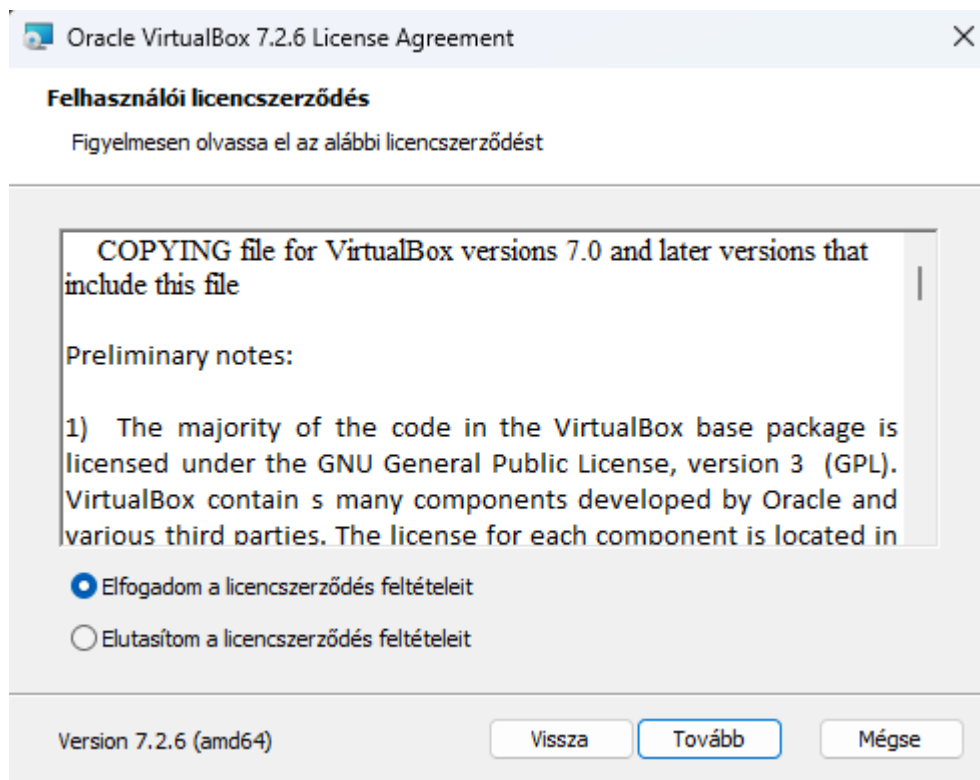 Oracle VirtualBox 7.2.6 License Agreement
Felhasználói licencszerződés
Figyelmesen olvassa el az alábbi licencszerződést
COPYING file for VirtualBox versions 7.0 and later versions that
include this file
Preliminary notes:
1) The majority of the code in the VirtualBox base package is
licensed under the GNU General Public License, version 3 (GPL).
VirtualBox contain s many components developed by Oracle and
various third parties. The license for each component is located in
Elfogadom a licencszerződés feltételeit
Elutasítom a licencszerződés feltételeit
Version 7.2.6 (amd64)
Vissza
Tovább
Mégse